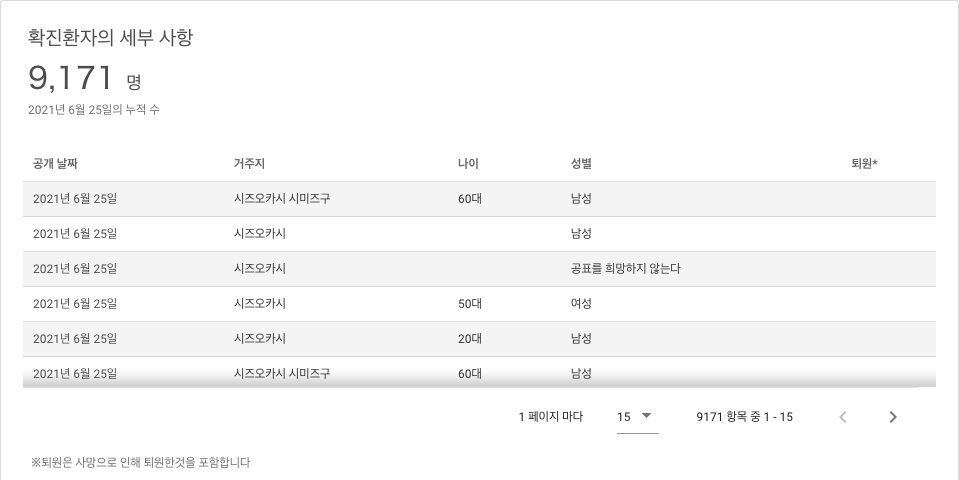 확진환자의 세부 사항
9,171 명
2021년 6월 25일의 누적 수
공개 날짜 거주지 나이 성별 퇴원*
2021년 6월 25일 시즈오카시 시미즈구 60대 남성
2021년 6월 25일 시즈오카시 남성
2021년 6월 25일 시즈오카시 공표를 희망하지 않는다
2021년 6월 25일 시즈오카시 50대 여성
2021년 6월 25일 시즈오카시 20대 남성
2021년 6월 25일 시즈오카시 시미즈구 60대 남성
1 페이지 마다 15 9171 항목 중 1 - 15
※퇴원은 사망으로 인해 퇴원한것을 포함합니다